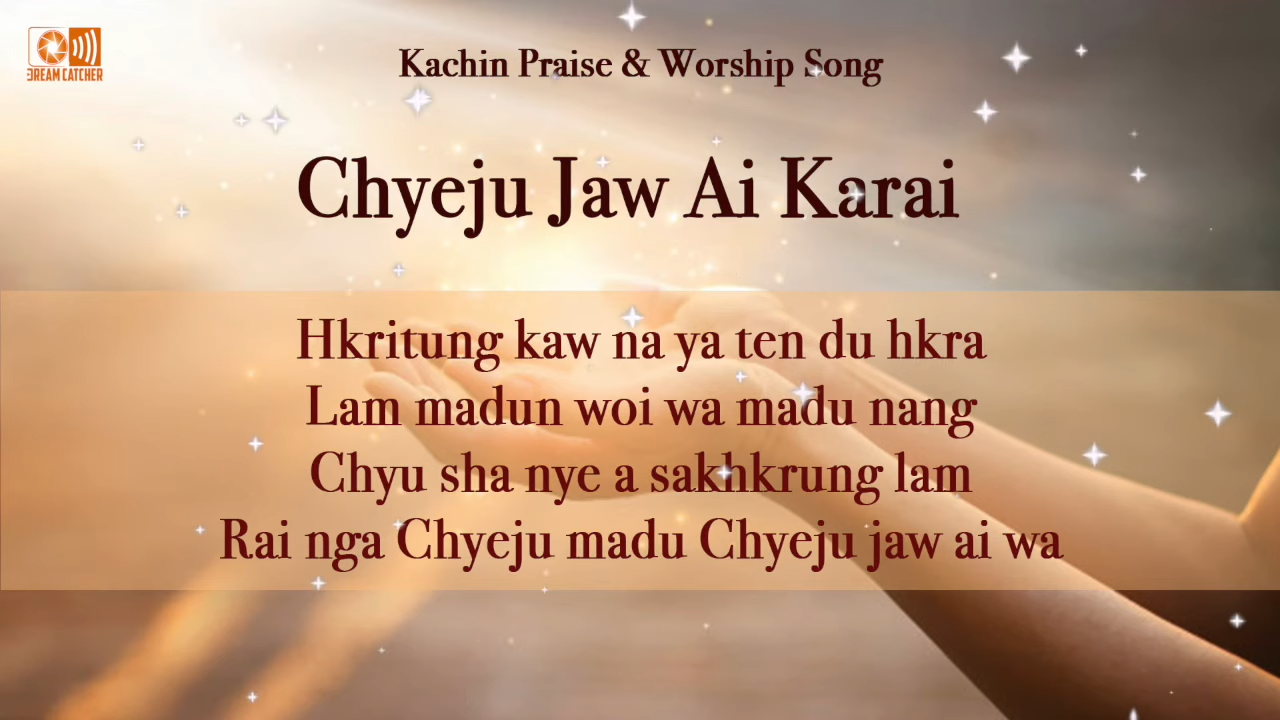 DREAM CATCHER
Kachin Praise & Worship Song
Chyeju Jaw Ai Karai
Hkritung kaw na ya ten du hkra
Lam madun woi wa madu nang
Chyu sha nye a sakhkrung lam
Rai nga Chyeju madu Chyeju jaw ai wa